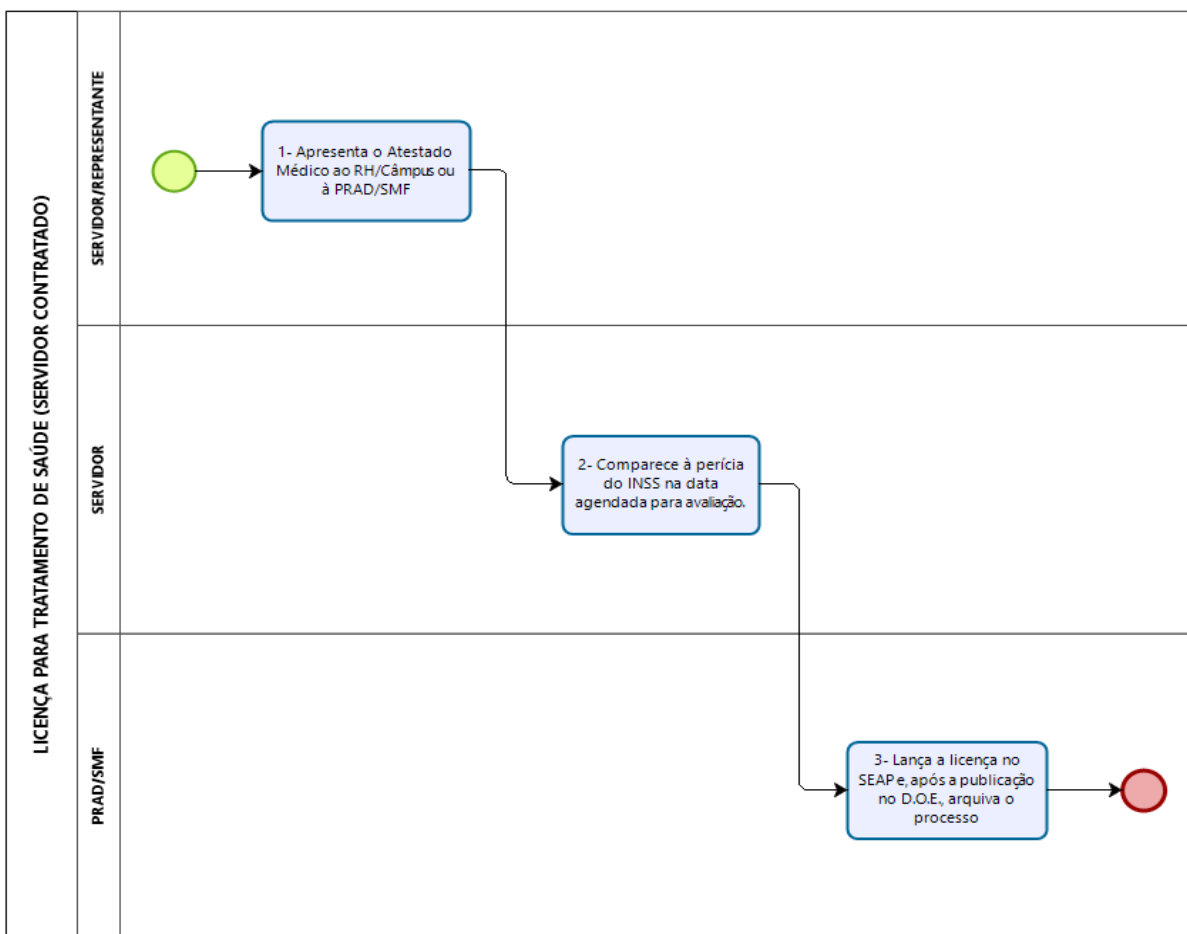 LICENÇA PARA TRATAMENTO DE SAÚDE (SERVIDOR CONTRATADO)
SERVIDOR/REPRESENTANTE
1- Apresenta o Atestado
Médico ao RH/Câmpus ou
à PRAD/SMF
SERVIDOR
2- Comparece à perícia
do INSS na data
agendada para avaliação.
PRAD/SMF
3- Lança a licença no
SEAP e, após a publicação
no D.O.E., arquiva o
processo